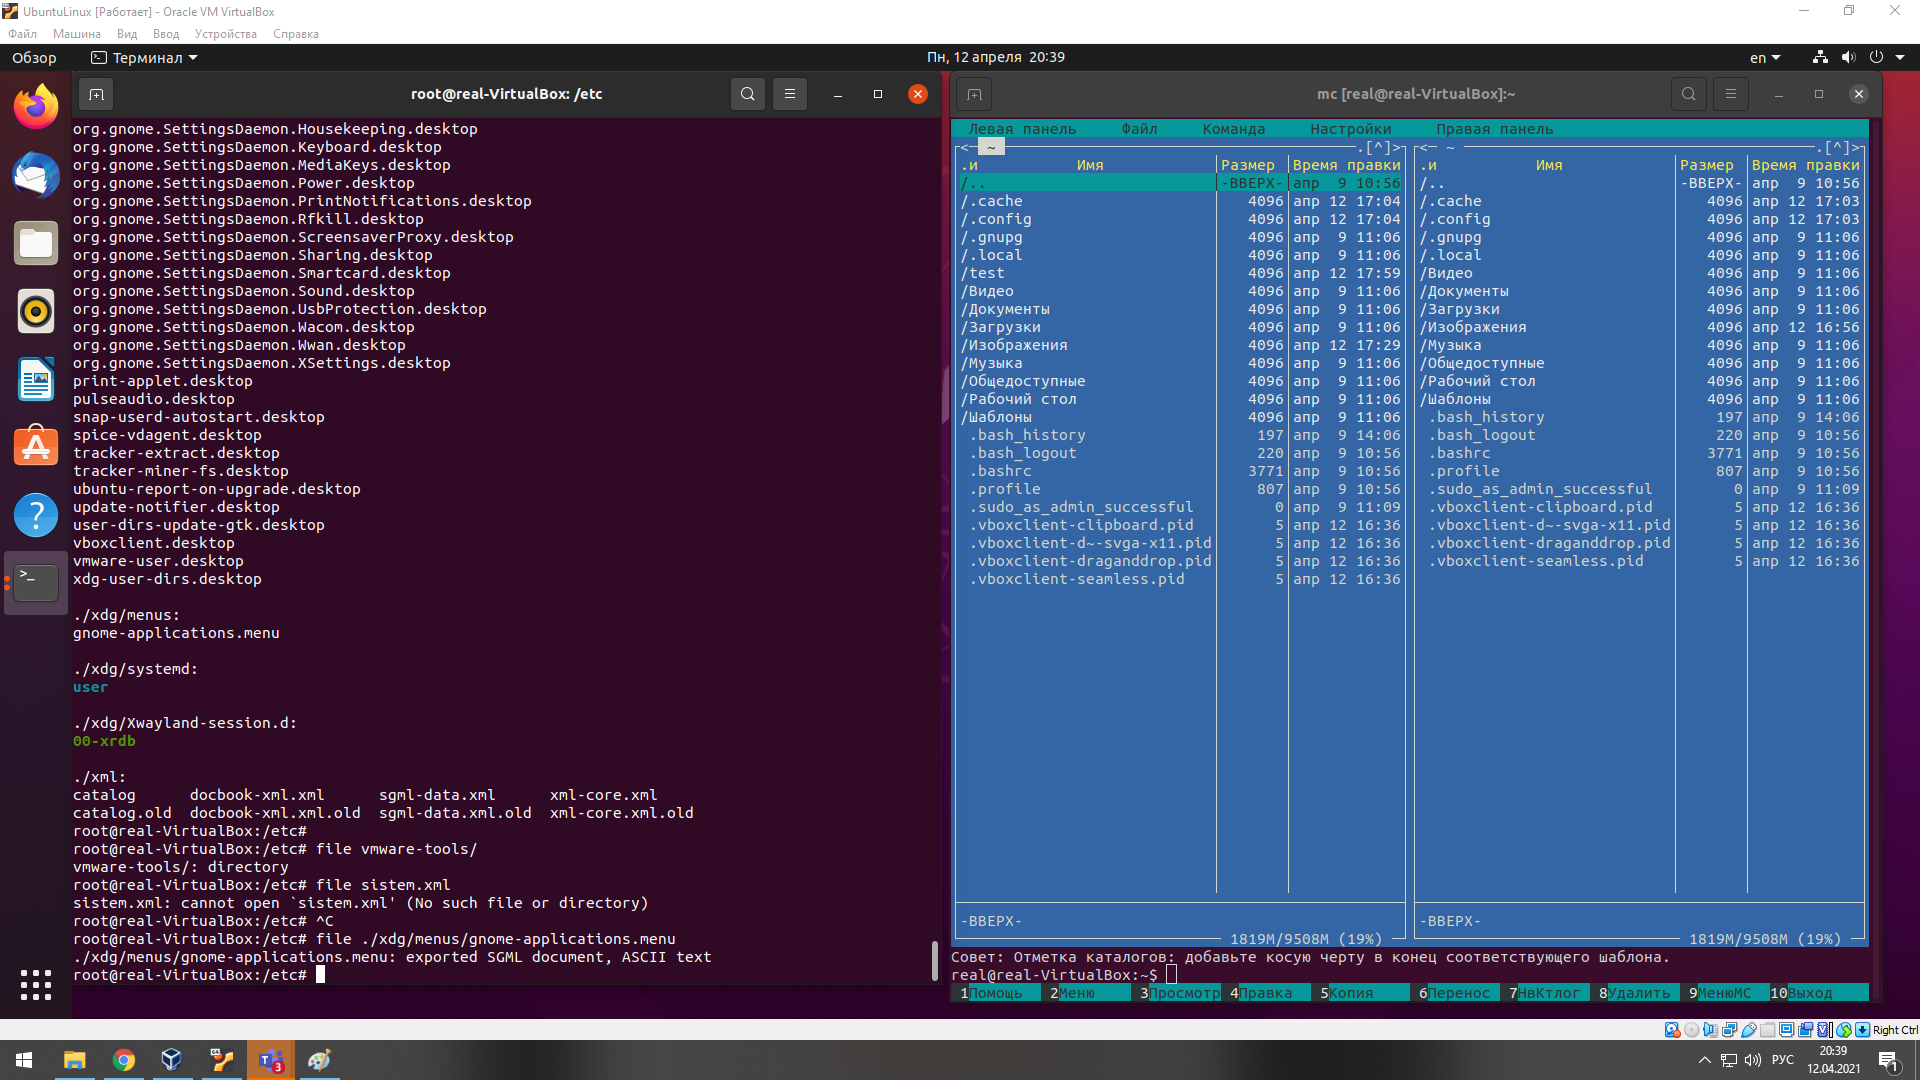 UbuntuLinux [Работает] - Oracle VM VirtualBox
Файл Машина Вид Ввод Устройства Справка
Обзор Терминал Пн, 12 апреля 20:39 en
root@real-VirtualBox: /etc
org.gnome.SettingsDaemon.Housekeeping.desktop
org.gnome.SettingsDaemon.Keyboard.desktop
org.gnome.SettingsDaemon.MediaKeys.desktop
org.gnome.SettingsDaemon.Power.desktop
org.gnome.SettingsDaemon.PrintNotifications.desktop
org.gnome.SettingsDaemon.Rfkill.desktop
org.gnome.SettingsDaemon.ScreensaverProxy.desktop
org.gnome.SettingsDaemon.Sharing.desktop
org.gnome.SettingsDaemon.Smartcard.desktop
org.gnome.SettingsDaemon.Sound.desktop
org.gnome.SettingsDaemon.UsbProtection.desktop
org.gnome.SettingsDaemon.Wacom.desktop
org.gnome.SettingsDaemon.Wwan.desktop
org.gnome.SettingsDaemon.XSettings.desktop
print-applet.desktop
pulseaudio.desktop
snap-userd-autostart.desktop
spice-vdagent.desktop
tracker-extract.desktop
tracker-miner-fs.desktop
ubuntu-report-on-upgrade.desktop
update-notifier.desktop
user-dirs-update-gtk.desktop
vboxclient.desktop
vmware-user.desktop
xdg-user-dirs.desktop
./xdg/menus:
gnome-applications.menu
./xdg/systemd:
user
./xdg/Xwayland-session.d:
00-xrdb
./xml:
catalog docbook-xml.xml sgml-data.xml xml-core.xml
catalog.old docbook-xml.xml.old sgml-data.xml.old xml-core.xml.old
root@real-VirtualBox:/etc#
root@real-VirtualBox:/etc# file vmware-tools/
vmware-tools/: directory
root@real-VirtualBox:/etc# file sistem.xml
sistem.xml: cannot open `sistem.xml' (No such file or directory)
root@real-VirtualBox:/etc# ^C
root@real-VirtualBox:/etc# file ./xdg/menus/gnome-applications.menu
./xdg/menus/gnome-applications.menu: exported SGML document, ASCII text
root@real-VirtualBox:/etc#
mc [real@real-VirtualBox]:~
Левая панель Файл Команда Настройки Правая панель
<- ~ .[^]>
.и Имя Размер Время правки
/.. -ВВЕРХ- апр 9 10:56
/.cache 4096 апр 12 17:04
/.config 4096 апр 12 17:04
/.gnupg 4096 апр 9 11:06
/.local 4096 апр 9 11:06
/test 4096 апр 12 17:59
/Видео 4096 апр 9 11:06
/Документы 4096 апр 9 11:06
/Загрузки 4096 апр 9 11:06
/Изображения 4096 апр 12 17:29
/Музыка 4096 апр 9 11:06
/Общедоступные 4096 апр 9 11:06
/Рабочий стол 4096 апр 9 11:06
/Шаблоны 4096 апр 9 11:06
.bash_history 197 апр 9 14:06
.bash_logout 220 апр 9 10:56
.bashrc 3771 апр 9 10:56
.profile 807 апр 9 10:56
.sudo_as_admin_successful 0 апр 9 11:09
.vboxclient-clipboard.pid 5 апр 12 16:36
.vboxclient-d~-svga-x11.pid 5 апр 12 16:36
.vboxclient-draganddrop.pid 5 апр 12 16:36
.vboxclient-seamless.pid 5 апр 12 16:36
-ВВЕРХ-
1819M/9508M (19%)
<- ~ .[^]>
.и Имя Размер Время правки
/.. -ВВЕРХ- апр 9 10:56
/.cache 4096 апр 12 17:03
/.config 4096 апр 12 17:03
/.gnupg 4096 апр 9 11:06
/.local 4096 апр 9 11:06
/Видео 4096 апр 9 11:06
/Документы 4096 апр 9 11:06
/Загрузки 4096 апр 9 11:06
/Изображения 4096 апр 12 16:56
/Музыка 4096 апр 9 11:06
/Общедоступные 4096 апр 9 11:06
/Рабочий стол 4096 апр 9 11:06
/Шаблоны 4096 апр 9 11:06
.bash_history 197 апр 9 14:06
.bash_logout 220 апр 9 10:56
.bashrc 3771 апр 9 10:56
.profile 807 апр 9 10:56
.sudo_as_admin_successful 0 апр 9 11:09
.vboxclient-clipboard.pid 5 апр 12 16:36
.vboxclient-d~-svga-x11.pid 5 апр 12 16:36
.vboxclient-draganddrop.pid 5 апр 12 16:36
.vboxclient-seamless.pid 5 апр 12 16:36
-ВВЕРХ-
1819M/9508M (19%)
Совет: Отметка каталогов: добавьте косую черту в конец соответствующего шаблона.
real@real-VirtualBox:~$
1Помощь 2Меню 3Просмотр 4Правка 5Копия 6Перенос 7НвКтлог 8Удалить 9МенюМС 10Выход
Right Ctrl
64
3
РУС
20:39
12.04.2021
1